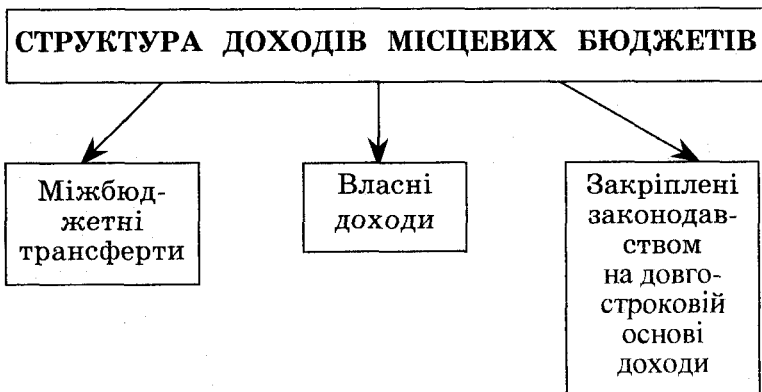 СТРУКТУРА ДОХОДІВ МІСЦЕВИХ БЮДЖЕТІВ
Міжбюд-
жетні
трансферти
Власні
доходи
Закріплені
законодав-
ством
на довго-
строковій
основі
доходи